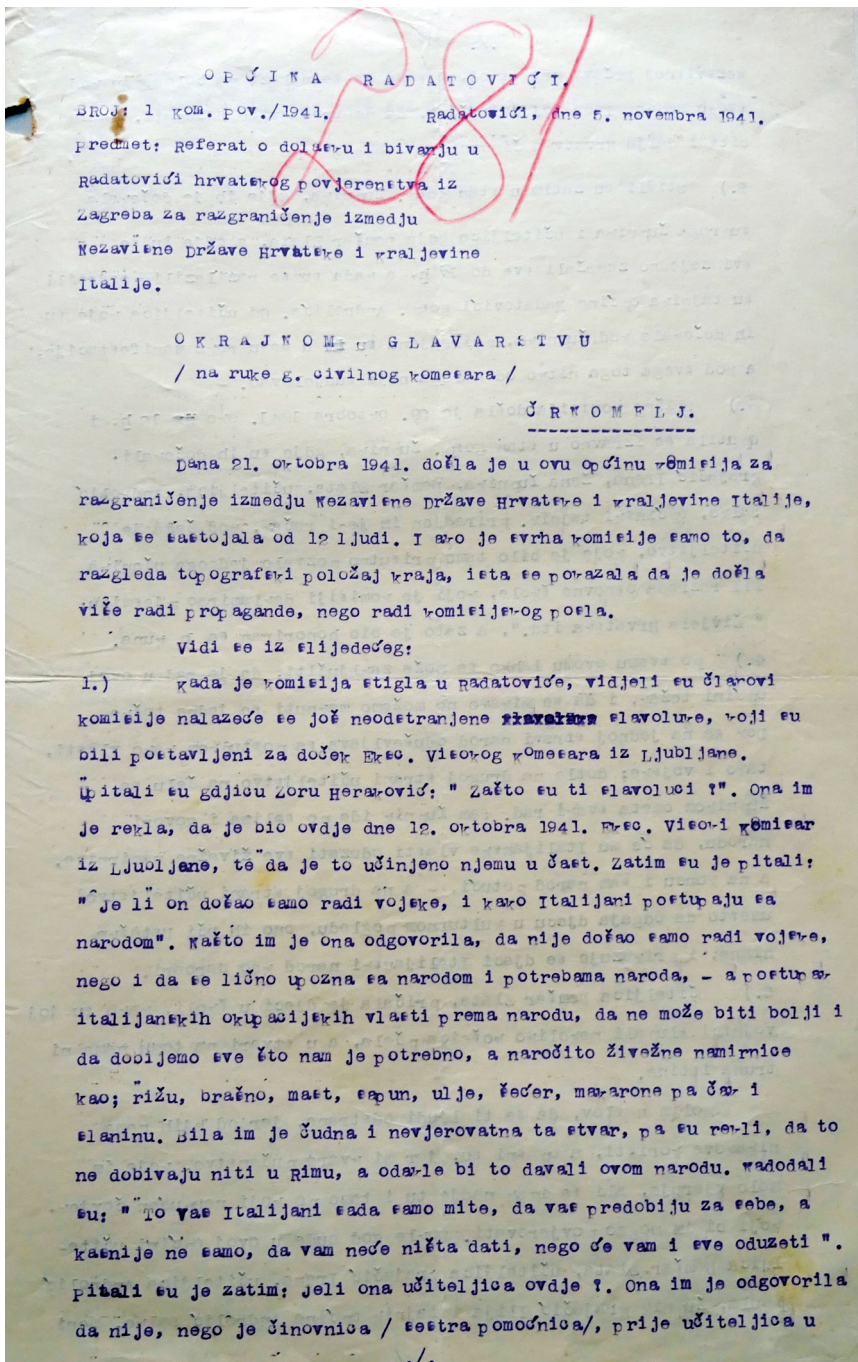 281
OPĆINA RADATOVIĆI.
BROJ: 1 kom. pov./1941. Radatovići, dne 5. novembra 1941.
Predmet: Referat o dolasku i bivanju u
Radatovići hrvatskog povjerenstva iz
Zagreba za razgraničenje izmedju
Nezavisne Države Hrvatske i kraljevine
Italije.
OKRAJNOM GLAVARSTVU
/ na ruke g. civilnog komesara /
ČRNOMELJ.
Dana 21. oktobra 1941. došla je u ovu općinu komisija za
razgraničenje izmedju Nezavisne Države Hrvatske i kraljevine Italije,
koja se sastojala od 12 ljudi. I ako je svrha komisije samo to, da
razgleda topografski položaj kraja, ista se pokazala da je došla
više radi propagande, nego radi komisijskog posla.
Vidi se iz slijedećeg:
1.) Kada je komisija stigla u Radatoviće, vidjeli su članovi
komisije nalazeće se još neodstranjene slavoluke, koji su
bili postavljeni za doček Eksc. Visokog komesara iz Ljubljane.
Upitali su gdjicu Zoru Heraković: " Zašto su ti slavoluci ?". Ona im
je rekla, da je bio ovdje dne 12. oktobra 1941. Eksc. Visoki komisar
iz Ljubljane, te da je to učinjeno njemu u čast. Zatim su je pitali:
" Je li on došao samo radi vojske, i kako Italijani postupaju sa
narodom". Našto im je ona odgovorila, da nije došao samo radi vojske,
nego i da se lično upozna sa narodom i potrebama naroda, - a postupak
italijanskih okupacijskih vlasti prema narodu, da ne može biti bolji i
da dobijemo sve što nam je potrebno, a naročito živežne namirnice
kao; rižu, brašno, mast, sapun, ulje, šećer, makarone pa čak i
slaninu. Bila im je čudna i nevjerovatna ta stvar, pa su rekli, da to
ne dobivaju niti u Rimu, a odakle bi to davali ovom narodu. Nadodali
su: " To vas Italijani sada samo mite, da vas predobiju za sebe, a
kasnije ne samo, da vam neće ništa dati, nego će vam i sve oduzeti ".
Pitali su je zatim: jeli ona učiteljica ovdje ?. Ona im je odgovorila
da nije, nego je činovnica / sestra pomoćnica/, prije učiteljica u
./.